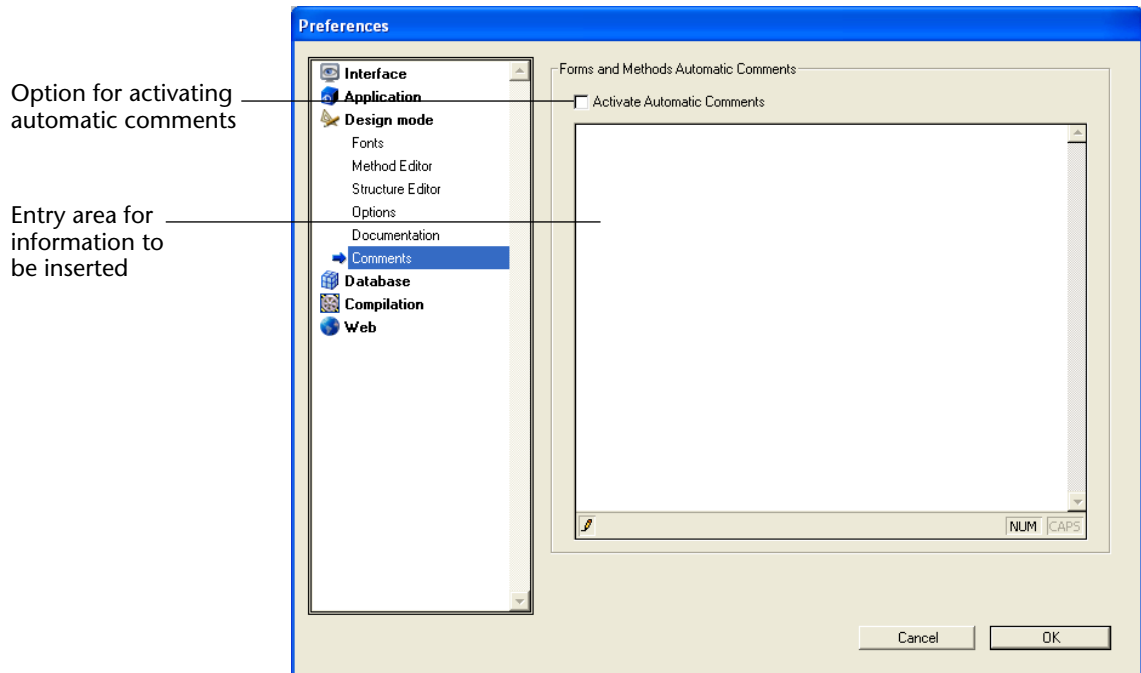 Preferences
Option for activating
automatic comments
Entry area for
information to
be inserted
Interface
Application
Design mode
Fonts
Method Editor
Structure Editor
Options
Documentation
Comments
Database
Compilation
Web
Forms and Methods Automatic Comments
Activate Automatic Comments
NUM CAPS
Cancel OK